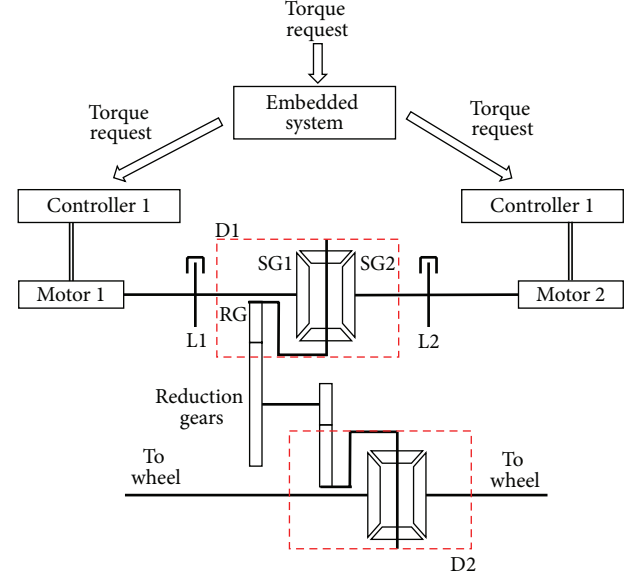 Torque
request
Embedded
system
Torque
request
Torque
request
Controller 1
Controller 1
D1
SG1
SG2
Motor 1
Motor 2
RG
L1
L2
Reduction
gears
To
wheel
To
wheel
D2